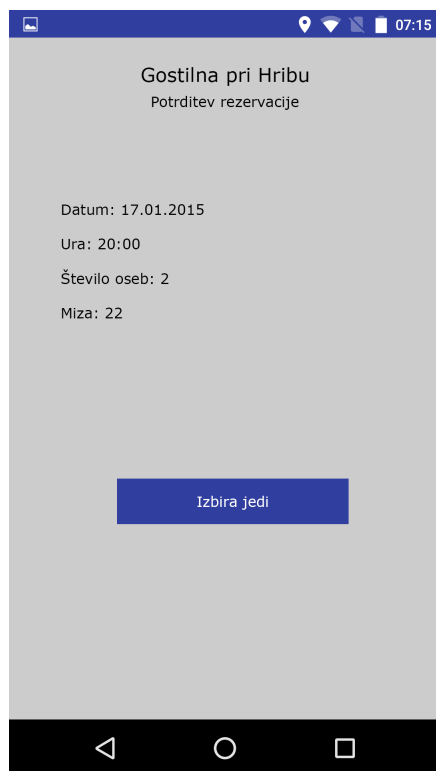 07:15
Gostilna pri Hribu
Potrditev rezervacije
Datum: 17.01.2015
Ura: 20:00
Število oseb: 2
Miza: 22
Izbira jedi